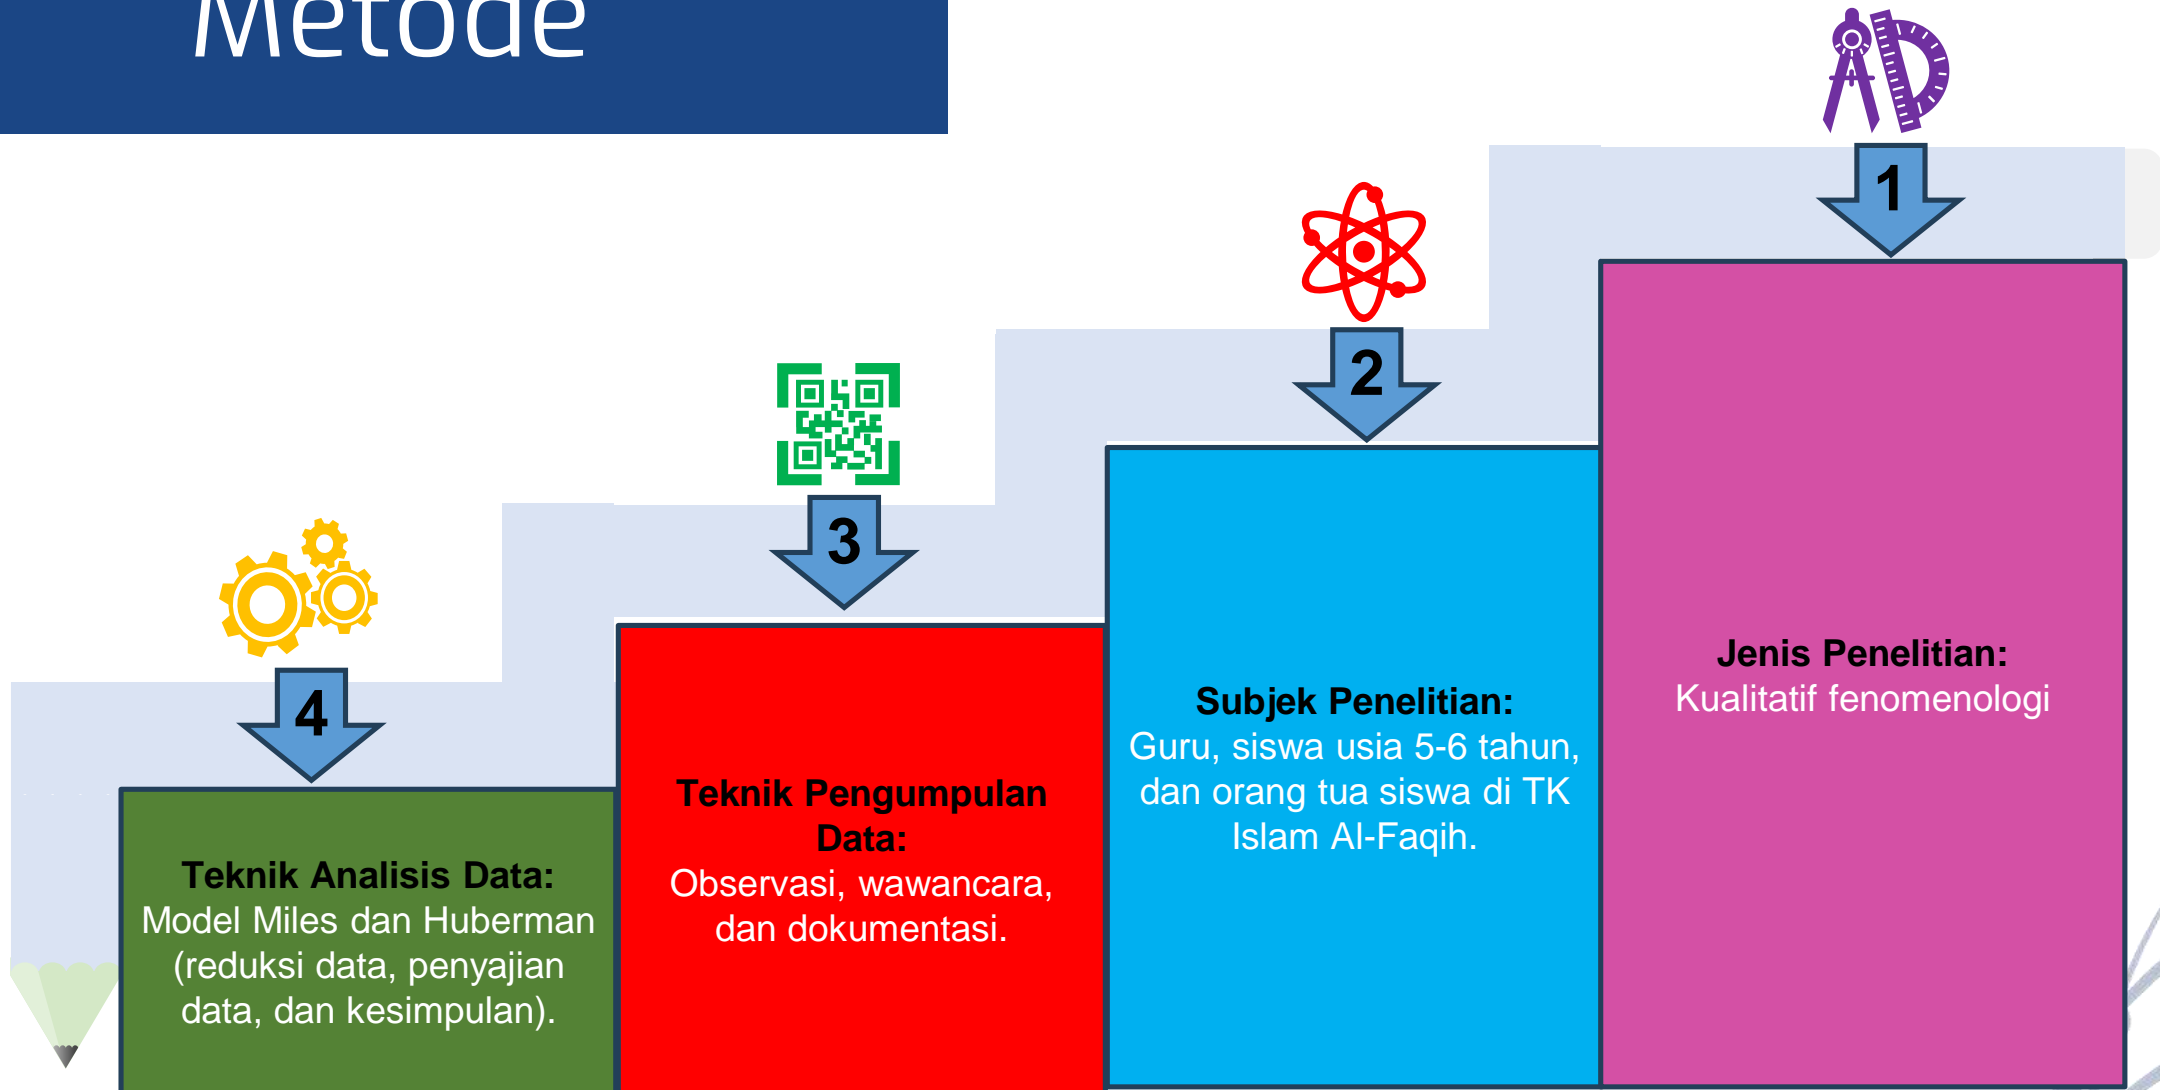 Metode
1
Jenis Penelitian:
Kualitatif fenomenologi
2
Subjek Penelitian:
Guru, siswa usia 5-6 tahun,
dan orang tua siswa di TK
Islam Al-Faqih.
3
Teknik Pengumpulan
Data:
Observasi, wawancara,
dan dokumentasi.
4
Teknik Analisis Data:
Model Miles dan Huberman
(reduksi data, penyajian
data, dan kesimpulan).